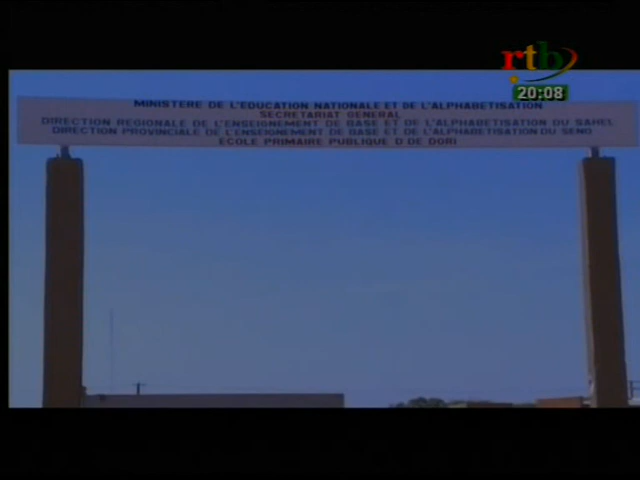 rtb
20:08
MINISTERE DE L'EDUCATION NATIONALE ET DE L'ALPHABETISATION
SECRETARIAT GENERAL
DIRECTION REGIONALE DE L'ENSEIGNEMENT DE BASE ET DE L'ALPHABETISATION DU SAHEL
DIRECTION PROVINCIALE DE L'ENSEIGNEMENT DE BASE ET DE L'ALPHABETISATION DU SENO
ECOLE PRIMAIRE PUBLIQUE D DE DORI